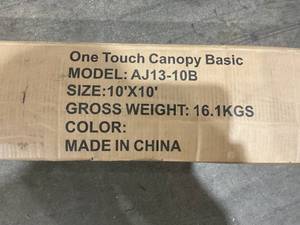 One Touch Canopy Basic
MODEL: AJ13-10B
SIZE:10'X10'
GROSS WEIGHT: 16.1KGS
COLOR:
MADE IN CHINA